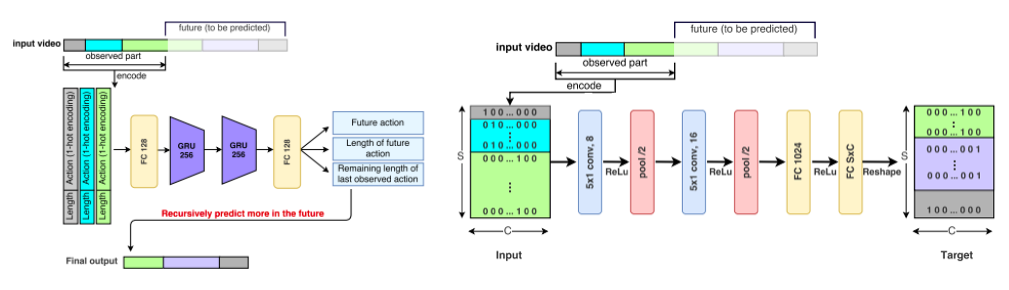 future (to be predicted)
input video
observed part
encode
Length Action (1-hot encoding)
Length Action (1-hot encoding)
Length Action (1-hot encoding)
FC 128
GRU
256
GRU
256
FC 128
Future action
Length of future
action
Remaining length of
last observed action
Recursively predict more in the future
Final output
future (to be predicted)
input video
observed part
encode
S
1 0 0 ... 0 0 0
0 1 0 ... 0 0 0
⋮
0 1 0 ... 0 0 0
0 0 0 ... 1 0 0
⋮
0 0 0 ... 1 0 0
C
Input
5x1 conv, 8
ReLu
pool /2
5x1 conv, 16
ReLu
pool /2
FC 1024
ReLu
FC SxC
Reshape
S
0 0 0 ... 1 0 0
⋮
0 0 0 ... 1 0 0
0 0 0 ... 0 0 1
⋮
0 0 0 ... 0 0 1
1 0 0 ... 0 0 0
C
Target